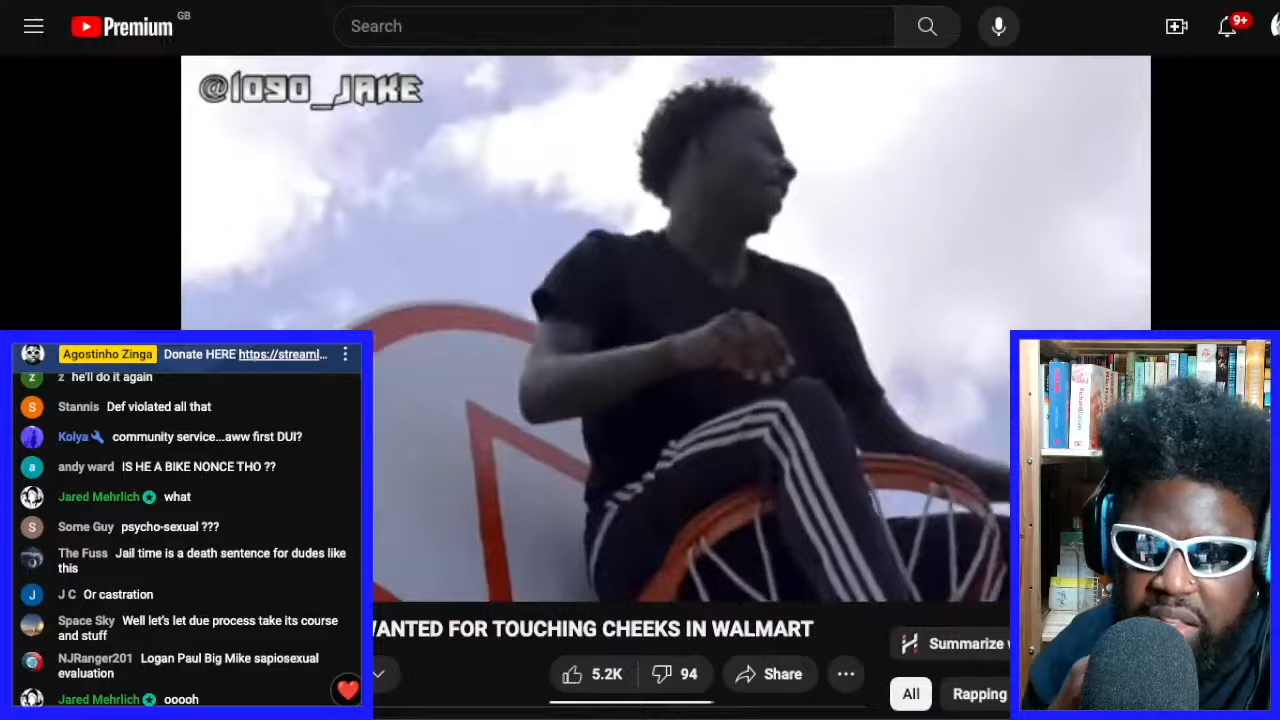 Premium GB
Search
9+
@1090_JAKE
Agostinho Zinga Donate HERE https://streaml...
z he'll do it again
Stannis Def violated all that
Kolya community service...aww first DUI?
andy ward IS HE A BIKE NONCE THO ??
Jared Mehrlich what
Some Guy psycho-sexual ???
The Fuss Jail time is a death sentence for dudes like
this
J C Or castration
Space Sky Well let's let due process take its course
and stuff
NJRanger201 Logan Paul Big Mike sapiosexual
evaluation
Jared Mehrlich ooooh
WANTED FOR TOUCHING CHEEKS IN WALMART
5.2K 94 Share
Summarize
All Rapping